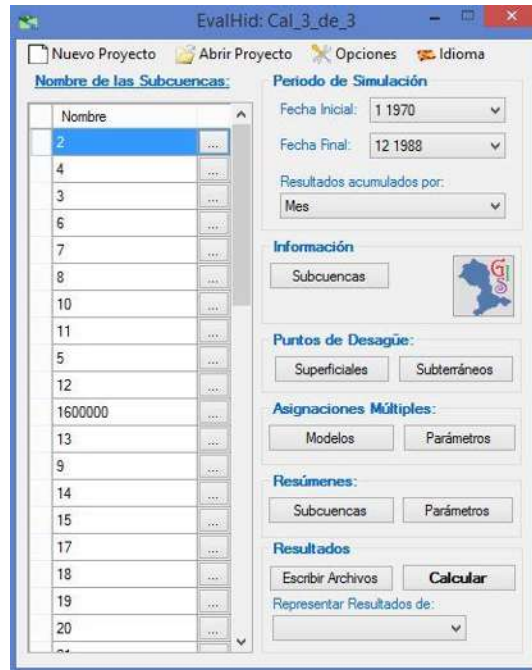 EvalHid: Cal_3_de_3
Nuevo Proyecto Abrir Proyecto Opciones Idioma
Nombre de las Subcuencas:
Nombre
2
...
4
...
3
...
6
...
7
...
8
...
10
...
11
...
5
...
12
...
1600000
...
13
...
9
...
14
...
15
...
17
...
18
...
19
...
20
...
Periodo de Simulación
Fecha Inicial: 1 1970
Fecha Final: 12 1988
Resultados acumulados por:
Mes
Información
Subcuencas
GIS
Puntos de Desagüe:
Superficiales Subterráneos
Asignaciones Múltiples:
Modelos Parámetros
Resúmenes:
Subcuencas Parámetros
Resultados
Escribir Archivos Calcular
Representar Resultados de: